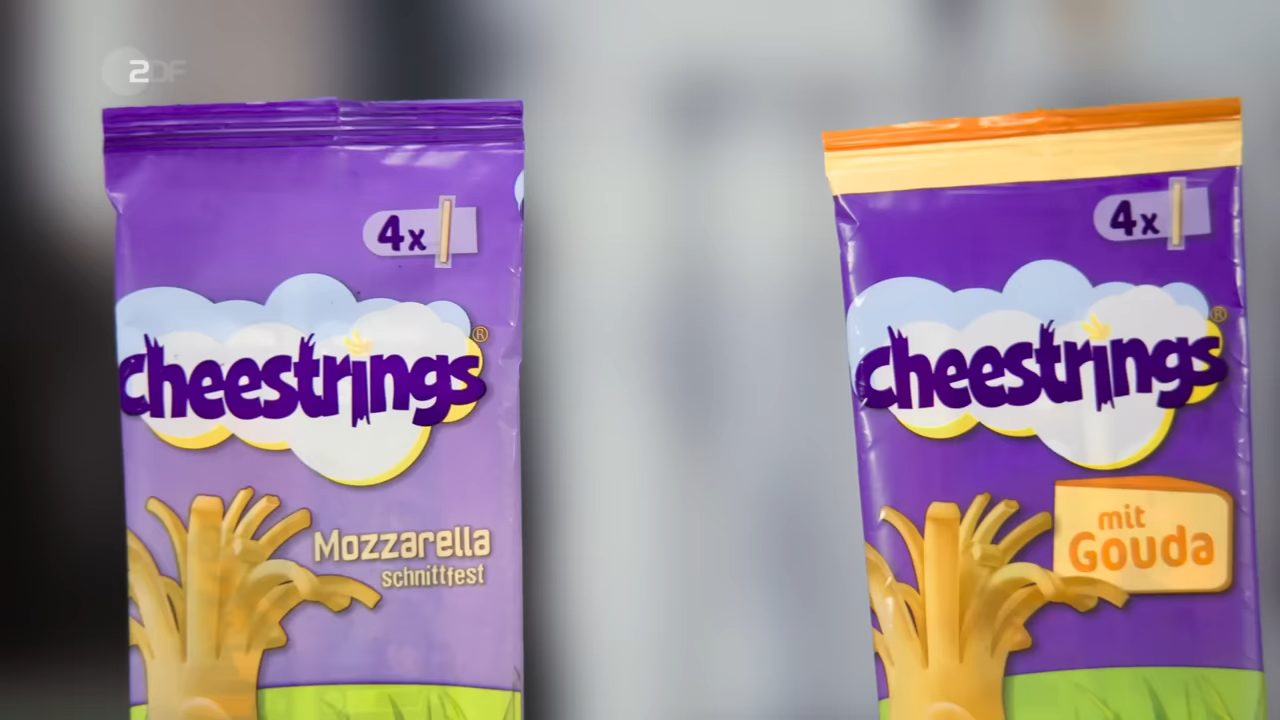 2DF
4x
cheestrings®
Mozzarella
schnittfest
4x
cheestrings®
mit
Gouda